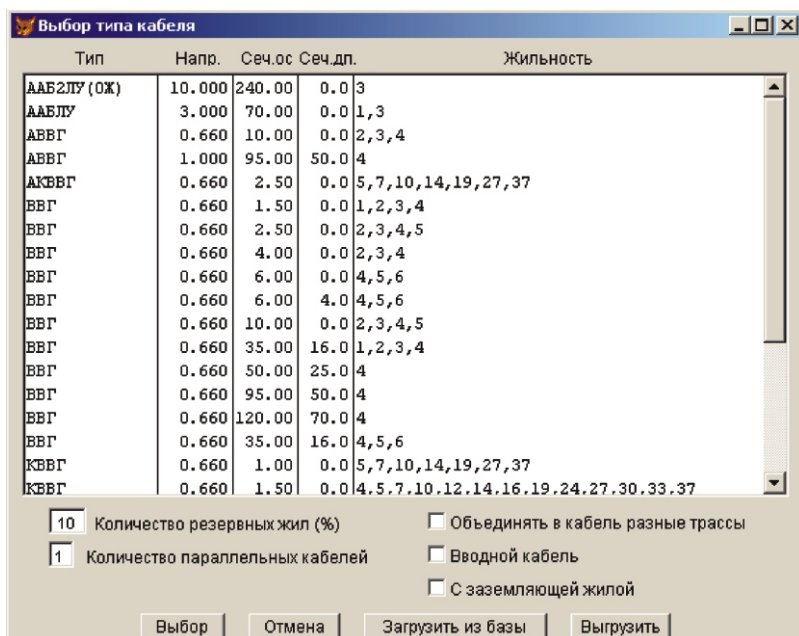 Выбор типа кабеля
Тип Напр. Сеч.ос Сеч.дп. Жильность
ААБ2ЛУ(ОЖ) 10.000 240.00 0.0 3
ААБЛУ 3.000 70.00 0.0 1,3
АВВГ 0.660 10.00 0.0 2,3,4
АВВГ 1.000 95.00 50.0 4
АКВВГ 0.660 2.50 0.0 5,7,10,14,19,27,37
ВВГ 0.660 1.50 0.0 1,2,3,4
ВВГ 0.660 2.50 0.0 2,3,4,5
ВВГ 0.660 4.00 0.0 2,3,4
ВВГ 0.660 6.00 0.0 4,5,6
ВВГ 0.660 6.00 4.0 4,5,6
ВВГ 0.660 10.00 0.0 2,3,4,5
ВВГ 0.660 35.00 16.0 1,2,3,4
ВВГ 0.660 50.00 25.0 4
ВВГ 0.660 95.00 50.0 4
ВВГ 0.660 120.00 70.0 4
ВВГ 0.660 35.00 16.0 4,5,6
КВВГ 0.660 1.00 0.0 5,7,10,14,19,27,37
КВВГ 0.660 1.50 0.0 4,5,7,10,12,14,16,19,24,27,30,33,37
10 Количество резервных жил (%)
1 Количество параллельных кабелей
Объединять в кабель разные трассы
Вводной кабель
С заземляющей жилой
Выбор Отмена Загрузить из базы Выгрузить